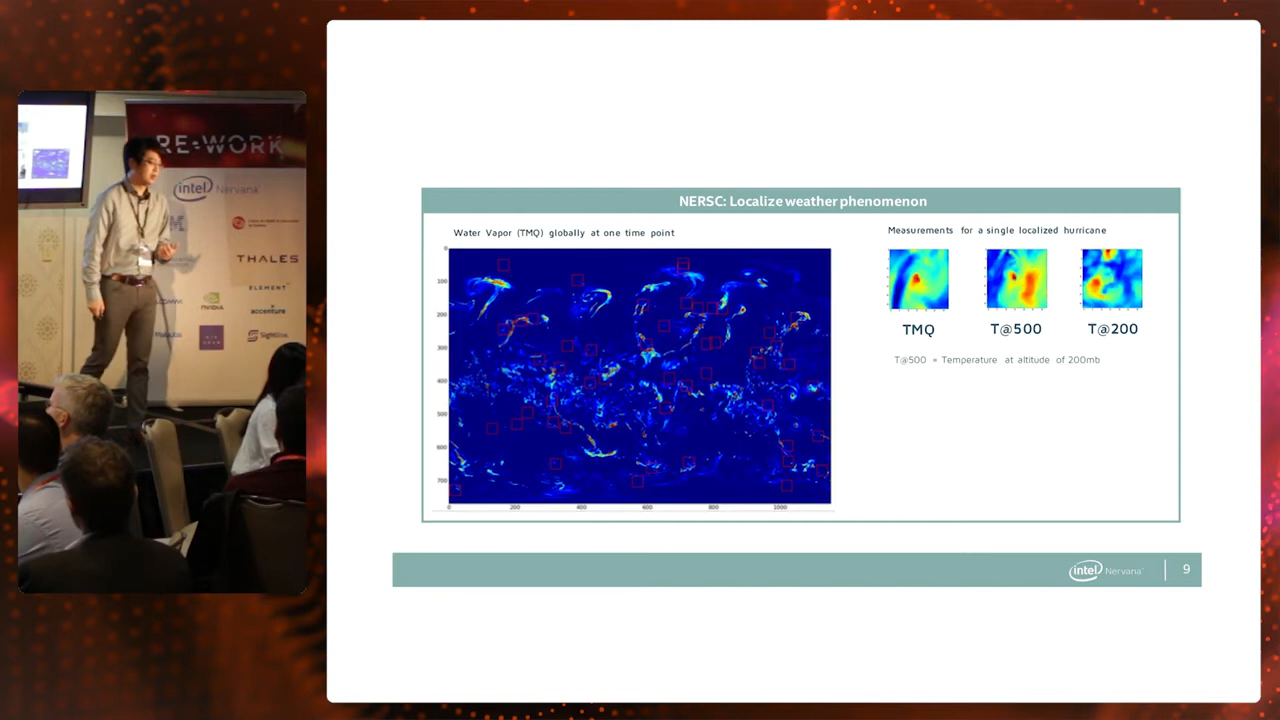 RE-WORK
intel Nervana
THALES
ELEMENT
NVIDIA
accenture
Sightline
NERSC: Localize weather phenomenon
Water Vapor (TMQ) globally at one time point
0
100
200
300
400
500
600
700
0 200 400 600 800 1000
Measurements for a single localized hurricane
TMQ T@500 T@200
T@500 = Temperature at altitude of 200mb
intel Nervana 9